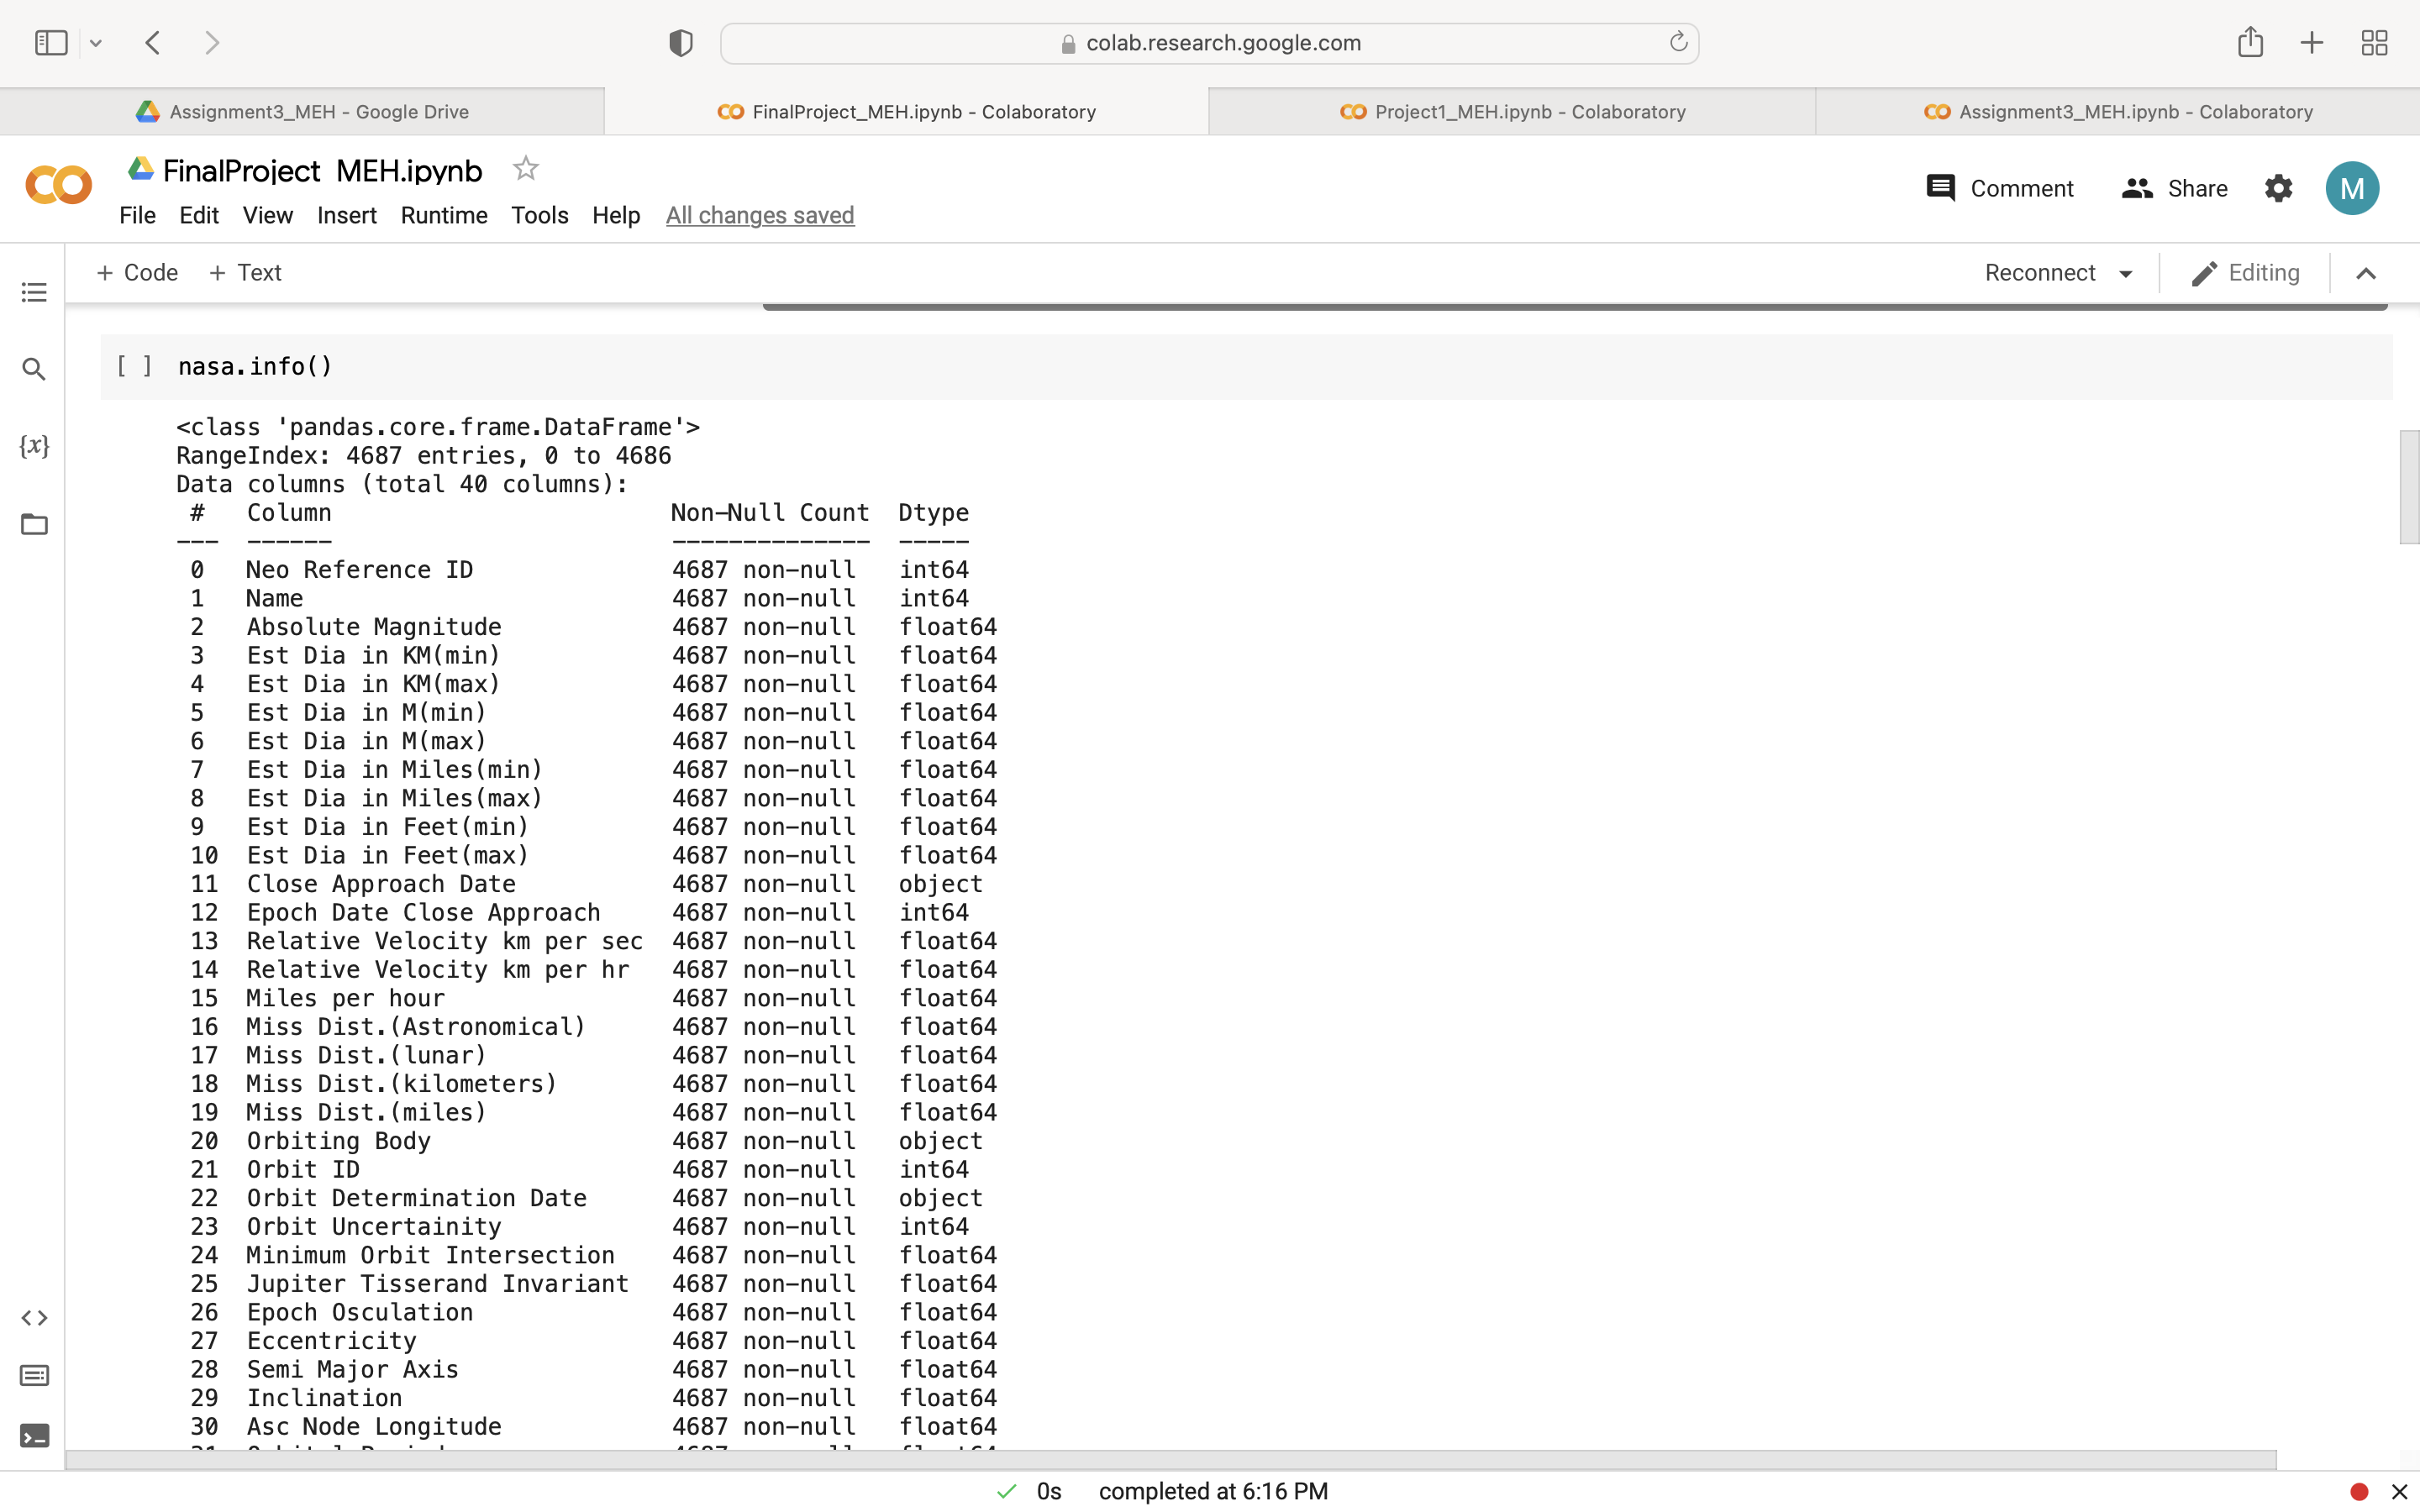 colab.research.google.com
Assignment3_MEH - Google Drive
FinalProject_MEH.ipynb - Colaboratory
Project1_MEH.ipynb - Colaboratory
Assignment3_MEH.ipynb - Colaboratory
FinalProject MEH.ipynb
Comment
Share
M
File Edit View Insert Runtime Tools Help All changes saved
+ Code + Text
Reconnect
Editing
[ ] nasa.info()
{x}
<class 'pandas.core.frame.DataFrame'>
RangeIndex: 4687 entries, 0 to 4686
Data columns (total 40 columns):
# Column Non-Null Count Dtype
--- ------ -------------- -----
0 Neo Reference ID 4687 non-null int64
1 Name 4687 non-null int64
2 Absolute Magnitude 4687 non-null float64
3 Est Dia in KM(min) 4687 non-null float64
4 Est Dia in KM(max) 4687 non-null float64
5 Est Dia in M(min) 4687 non-null float64
6 Est Dia in M(max) 4687 non-null float64
7 Est Dia in Miles(min) 4687 non-null float64
8 Est Dia in Miles(max) 4687 non-null float64
9 Est Dia in Feet(min) 4687 non-null float64
10 Est Dia in Feet(max) 4687 non-null float64
11 Close Approach Date 4687 non-null object
12 Epoch Date Close Approach 4687 non-null int64
13 Relative Velocity km per sec 4687 non-null float64
14 Relative Velocity km per hr 4687 non-null float64
15 Miles per hour 4687 non-null float64
16 Miss Dist.(Astronomical) 4687 non-null float64
17 Miss Dist.(lunar) 4687 non-null float64
18 Miss Dist.(kilometers) 4687 non-null float64
19 Miss Dist.(miles) 4687 non-null float64
20 Orbiting Body 4687 non-null object
21 Orbit ID 4687 non-null int64
22 Orbit Determination Date 4687 non-null object
23 Orbit Uncertainity 4687 non-null int64
24 Minimum Orbit Intersection 4687 non-null float64
25 Jupiter Tisserand Invariant 4687 non-null float64
26 Epoch Osculation 4687 non-null float64
27 Eccentricity 4687 non-null float64
28 Semi Major Axis 4687 non-null float64
29 Inclination 4687 non-null float64
30 Asc Node Longitude 4687 non-null float64
0s completed at 6:16 PM